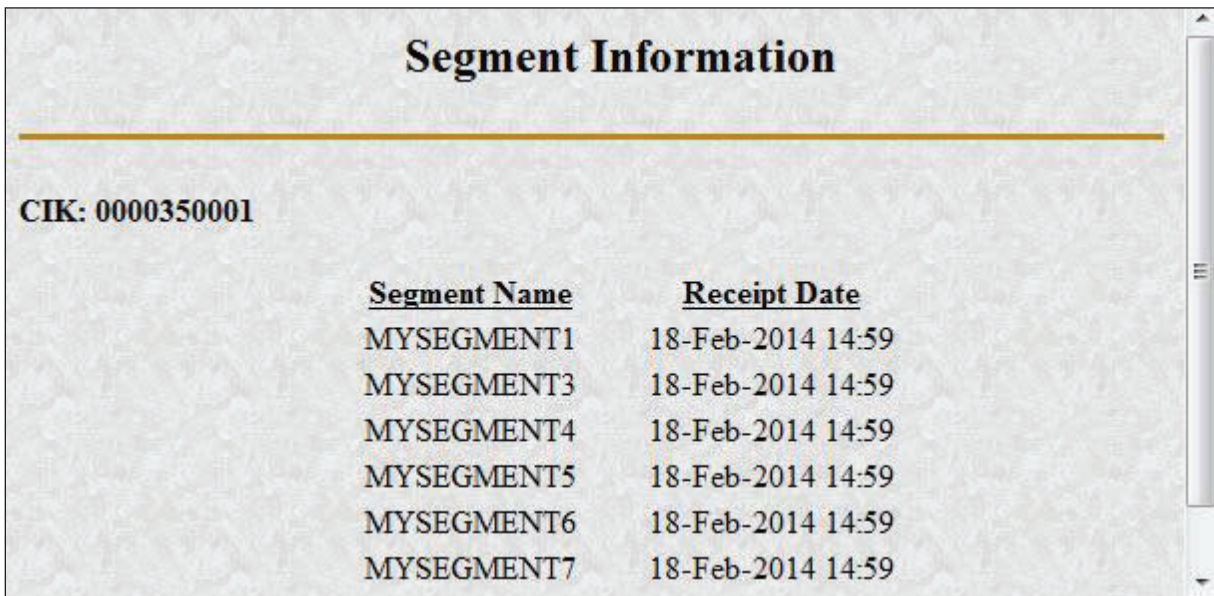 Segment Information
CIK: 0000350001
Segment Name Receipt Date
MYSEGMENT1 18-Feb-2014 14:59
MYSEGMENT3 18-Feb-2014 14:59
MYSEGMENT4 18-Feb-2014 14:59
MYSEGMENT5 18-Feb-2014 14:59
MYSEGMENT6 18-Feb-2014 14:59
MYSEGMENT7 18-Feb-2014 14:59